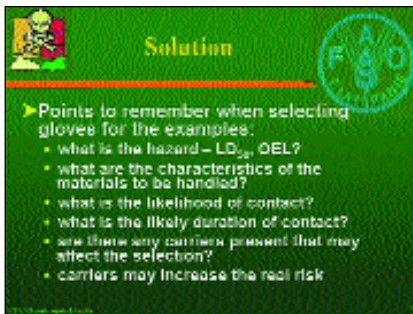 Solution
F A O
➤Points to remember when selecting
gloves for the examples:
• what is the hazard – LD₅₀, OEL?
• what are the characteristics of the
materials to be handled?
• what is the likelihood of contact?
• what is the likely duration of contact?
• are there any carriers present that may
affect the selection?
• carriers may increase the real risk